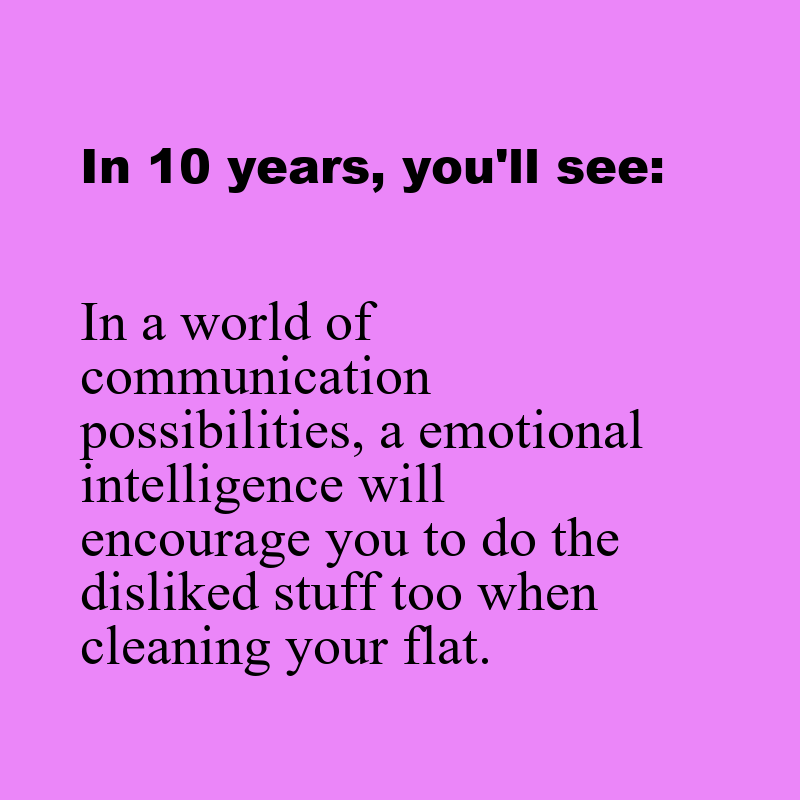 In 10 years, you'll see:
In a world of
communication
possibilities, a emotional
intelligence will
encourage you to do the
disliked stuff too when
cleaning your flat.